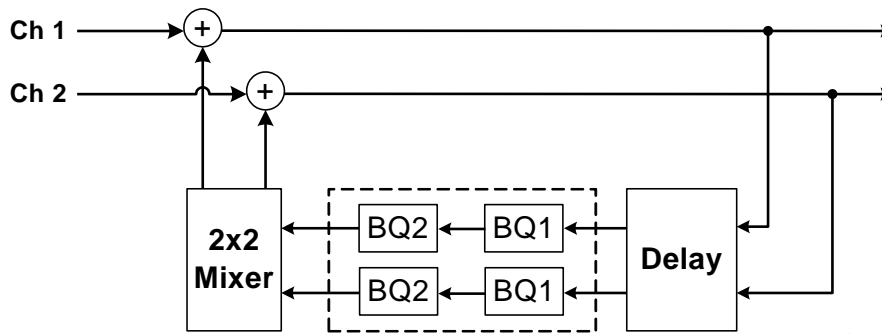 Ch 1
+
Ch 2
+
2x2
Mixer
BQ2
BQ1
BQ2
BQ1
Delay